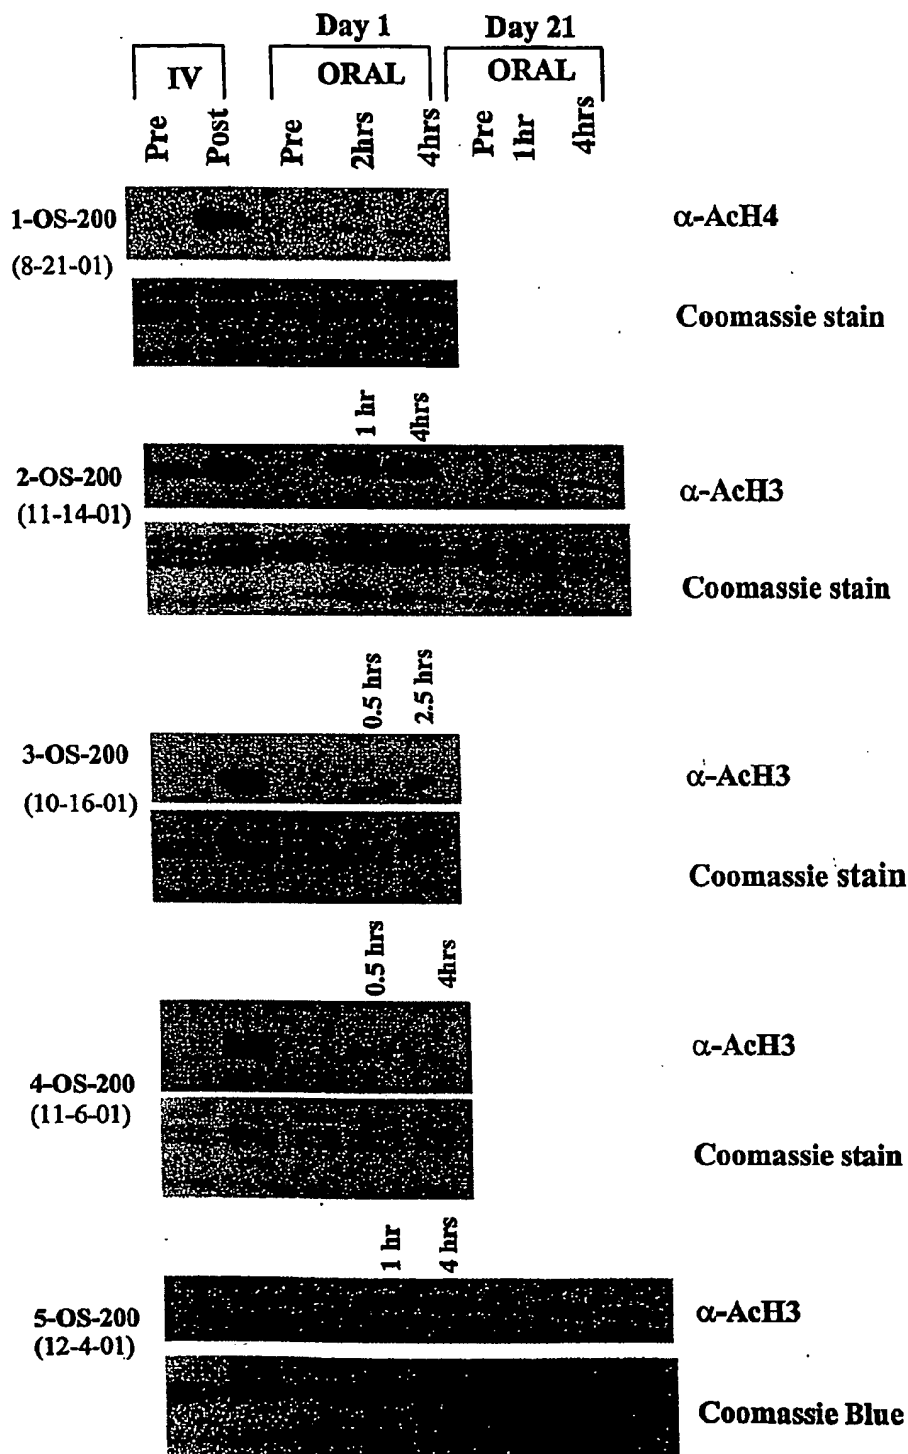 Day 1 Day 21
IV ORAL ORAL
Pre Post Pre 2hrs 4hrs Pre 1hr 4hrs
1-OS-200 α-AcH4
(8-21-01)
Coomassie stain
1 hr 4hrs
2-OS-200 α-AcH3
(11-14-01)
Coomassie stain
0.5 hrs 2.5 hrs
3-OS-200 α-AcH3
(10-16-01)
Coomassie stain
0.5 hrs 4hrs
α-AcH3
4-OS-200
(11-6-01)
Coomassie stain
1 hr 4 hrs
5-OS-200 α-AcH3
(12-4-01)
Coomassie Blue